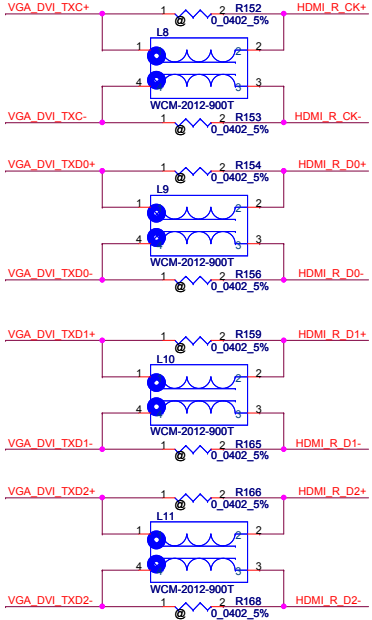 VGA_DVI_TXC+ 1 2 R152 HDMI_R_CK+
@ 0_0402_5%
L8
1 2
4 3
WCM-2012-900T
VGA_DVI_TXC- 1 2 R153 HDMI_R_CK-
@ 0_0402_5%
VGA_DVI_TXD0+ 1 2 R154 HDMI_R_D0+
@ 0_0402_5%
L9
1 2
4 3
WCM-2012-900T
VGA_DVI_TXD0- 1 2 R156 HDMI_R_D0-
@ 0_0402_5%
VGA_DVI_TXD1+ 1 2 R159 HDMI_R_D1+
@ 0_0402_5%
L10
1 2
4 3
WCM-2012-900T
VGA_DVI_TXD1- 1 2 R165 HDMI_R_D1-
@ 0_0402_5%
VGA_DVI_TXD2+ 1 2 R166 HDMI_R_D2+
@ 0_0402_5%
L11
1 2
4 3
WCM-2012-900T
VGA_DVI_TXD2- 1 2 R168 HDMI_R_D2-
@ 0_0402_5%